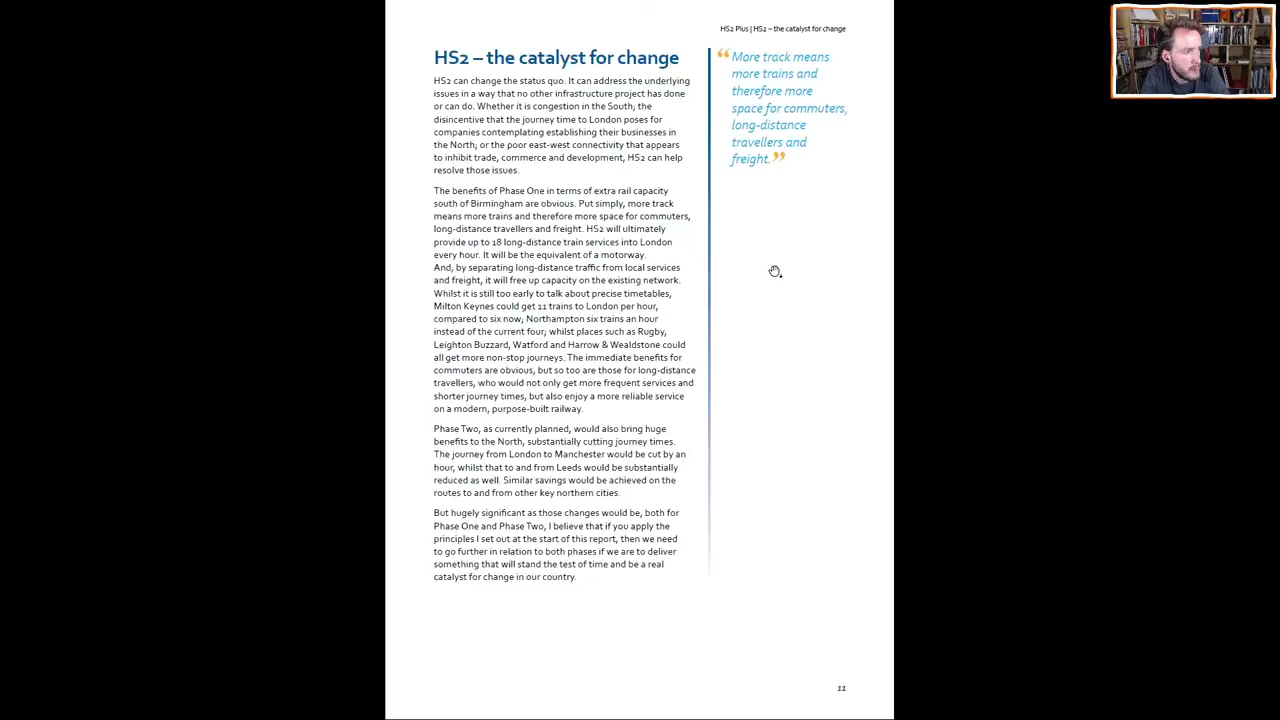 HS2 Plus | HS2 – the catalyst for change
HS2 – the catalyst for change
HS2 can change the status quo. It can address the underlying
issues in a way that no other infrastructure project has done
or can do. Whether it is congestion in the South; the
disincentive that the journey time to London poses for
companies contemplating establishing their businesses in
the North; or the poor east-west connectivity that appears
to inhibit trade, commerce and development, HS2 can help
resolve those issues.
The benefits of Phase One in terms of extra rail capacity
south of Birmingham are obvious. Put simply, more track
means more trains and therefore more space for commuters,
long-distance travellers and freight. HS2 will ultimately
provide up to 18 long-distance train services into London
every hour. It will be the equivalent of a motorway.
And, by separating long-distance traffic from local services
and freight, it will free up capacity on the existing network.
Whilst it is still too early to talk about precise timetables,
Milton Keynes could get 11 trains to London per hour,
compared to six now; Northampton six trains an hour
instead of the current four; whilst places such as Rugby,
Leighton Buzzard, Watford and Harrow & Wealdstone could
all get more non-stop journeys. The immediate benefits for
commuters are obvious, but so too are those for long-distance
travellers, who would not only get more frequent services and
shorter journey times, but also enjoy a more reliable service
on a modern, purpose-built railway.
Phase Two, as currently planned, would also bring huge
benefits to the North, substantially cutting journey times.
The journey from London to Manchester would be cut by an
hour, whilst that to and from Leeds would be substantially
reduced as well. Similar savings would be achieved on the
routes to and from other key northern cities.
But hugely significant as those changes would be, both for
Phase One and Phase Two, I believe that if you apply the
principles I set out at the start of this report, then we need
to go further in relation to both phases if we are to deliver
something that will stand the test of time and be a real
catalyst for change in our country.
“More track means
more trains and
therefore more
space for commuters,
long-distance
travellers and
freight.”
11